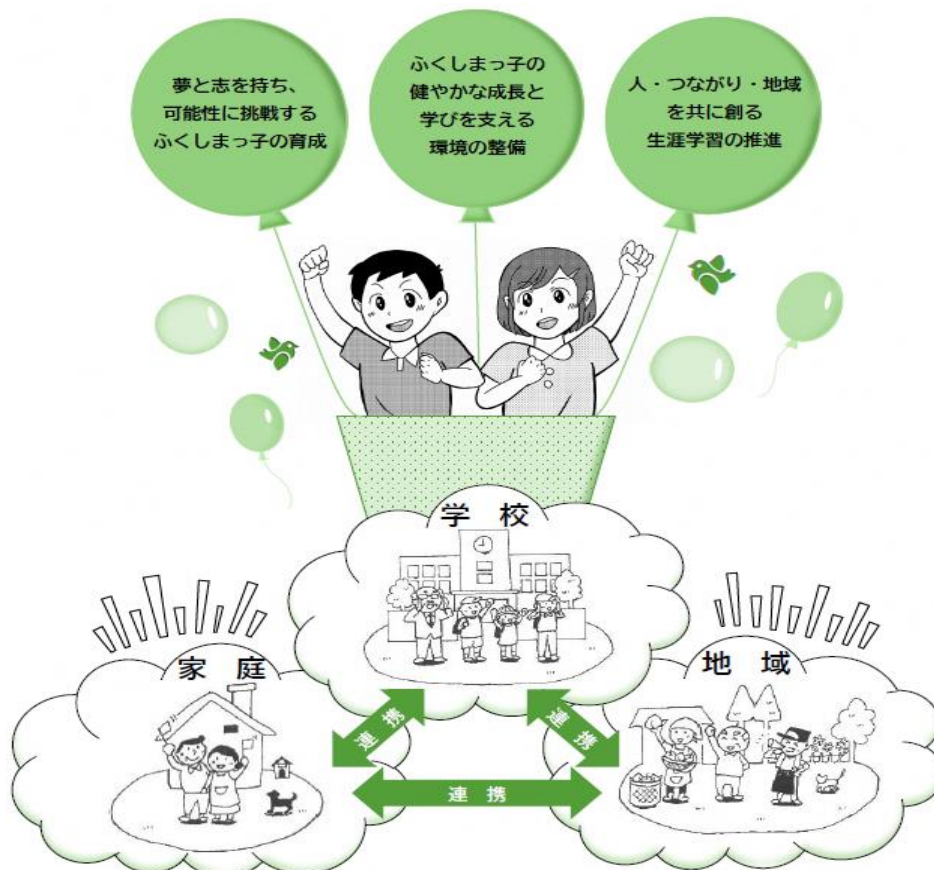 夢と志を持ち、
可能性に挑戦する
ふくしまっ子の育成
ふくしまっ子の
健やかな成長と
学びを支える
環境の整備
人・つながり・地域
を共に創る
生涯学習の推進
学 校
家 庭
地 域
連 携
連 携
連 携